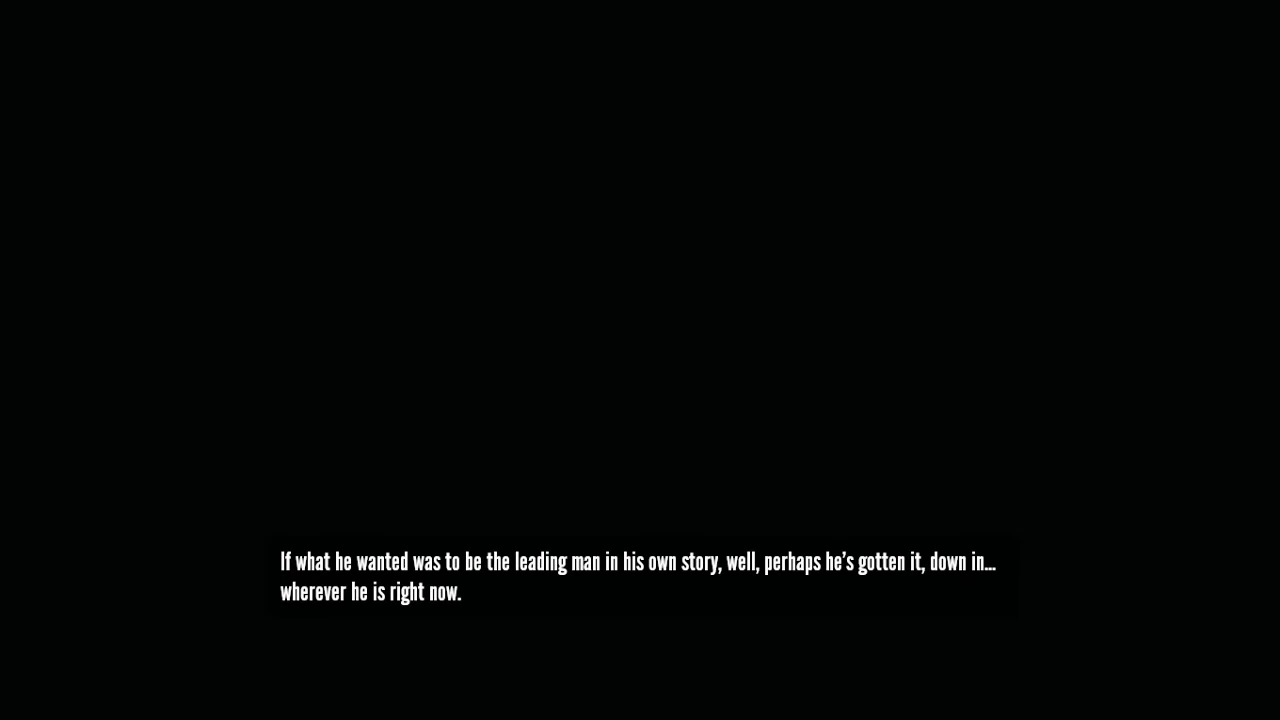 If what he wanted was to be the leading man in his own story, well, perhaps he’s gotten it, down in...
wherever he is right now.